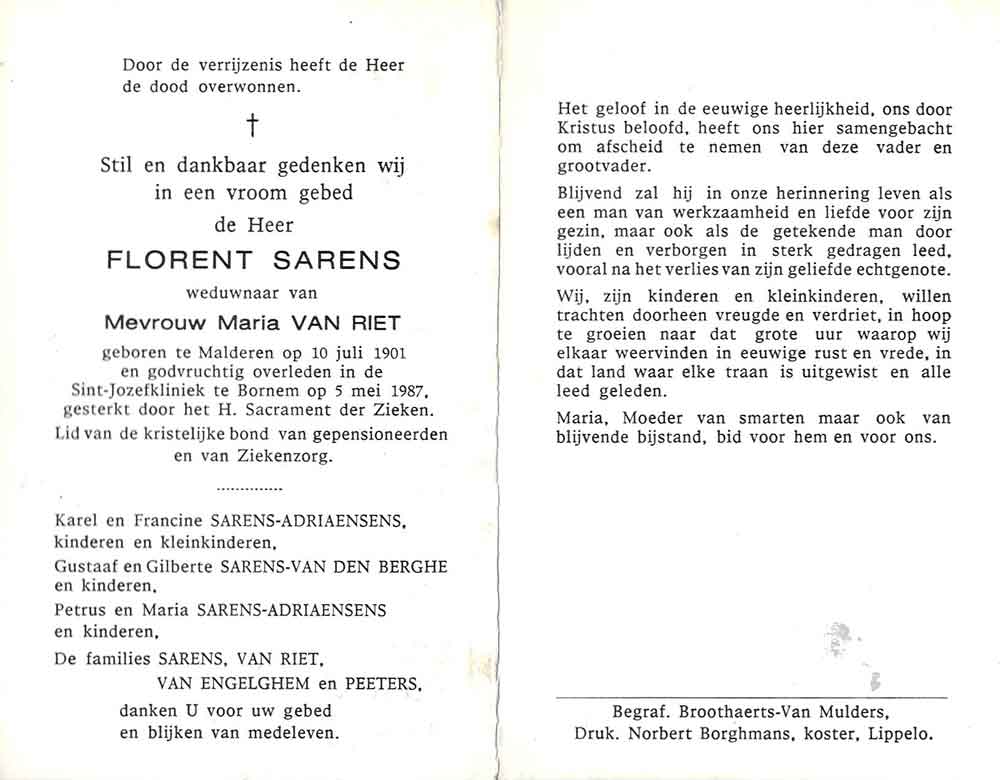 Door de verrijzenis heeft de Heer
de dood overwonnen.
†
Stil en dankbaar gedenken wij
in een vroom gebed
de Heer
FLORENT SARENS
weduwnaar van
Mevrouw Maria VAN RIET
geboren te Malderen op 10 juli 1901
en godvruchtig overleden in de
Sint-Jozefkliniek te Bornem op 5 mei 1987,
gesterkt door het H. Sacrament der Zieken.
Lid van de kristelijke bond van gepensioneerden
en van Ziekenzorg.
..............
Karel en Francine SARENS-ADRIAENSENS,
kinderen en kleinkinderen,
Gustaaf en Gilberte SARENS-VAN DEN BERGHE
en kinderen,
Petrus en Maria SARENS-ADRIAENSENS
en kinderen,
De families SARENS, VAN RIET,
VAN ENGELGHEM en PEETERS,
danken U voor uw gebed
en blijken van medeleven.
Het geloof in de eeuwige heerlijkheid, ons door
Kristus beloofd, heeft ons hier samengebacht
om afscheid te nemen van deze vader en
grootvader.
Blijvend zal hij in onze herinnering leven als
een man van werkzaamheid en liefde voor zijn
gezin, maar ook als de getekende man door
lijden en verborgen in sterk gedragen leed,
vooral na het verlies van zijn geliefde echtgenote.
Wij, zijn kinderen en kleinkinderen, willen
trachten doorheen vreugde en verdriet, in hoop
te groeien naar dat grote uur waarop wij
elkaar weervinden in eeuwige rust en vrede, in
dat land waar elke traan is uitgewist en alle
leed geleden.
Maria, Moeder van smarten maar ook van
blijvende bijstand, bid voor hem en voor ons.
Begraf. Broothaerts-Van Mulders,
Druk. Norbert Borghmans, koster, Lippelo.